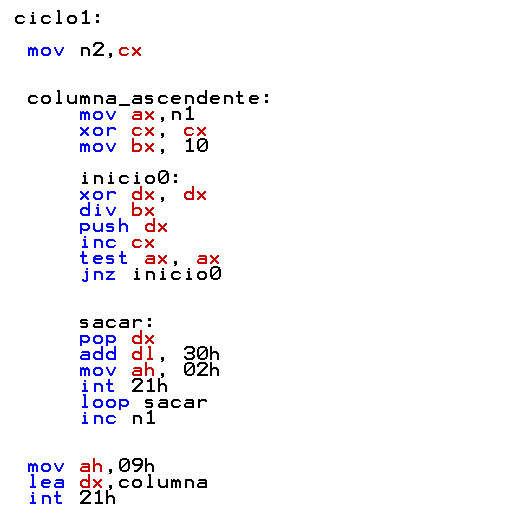 ciclo1:
mov n2,cx
columna_ascendente:
mov ax,n1
xor cx, cx
mov bx, 10
inicio0:
xor dx, dx
div bx
push dx
inc cx
test ax, ax
jnz inicio0
sacar:
pop dx
add dl, 30h
mov ah, 02h
int 21h
loop sacar
inc n1
mov ah,09h
lea dx,columna
int 21h